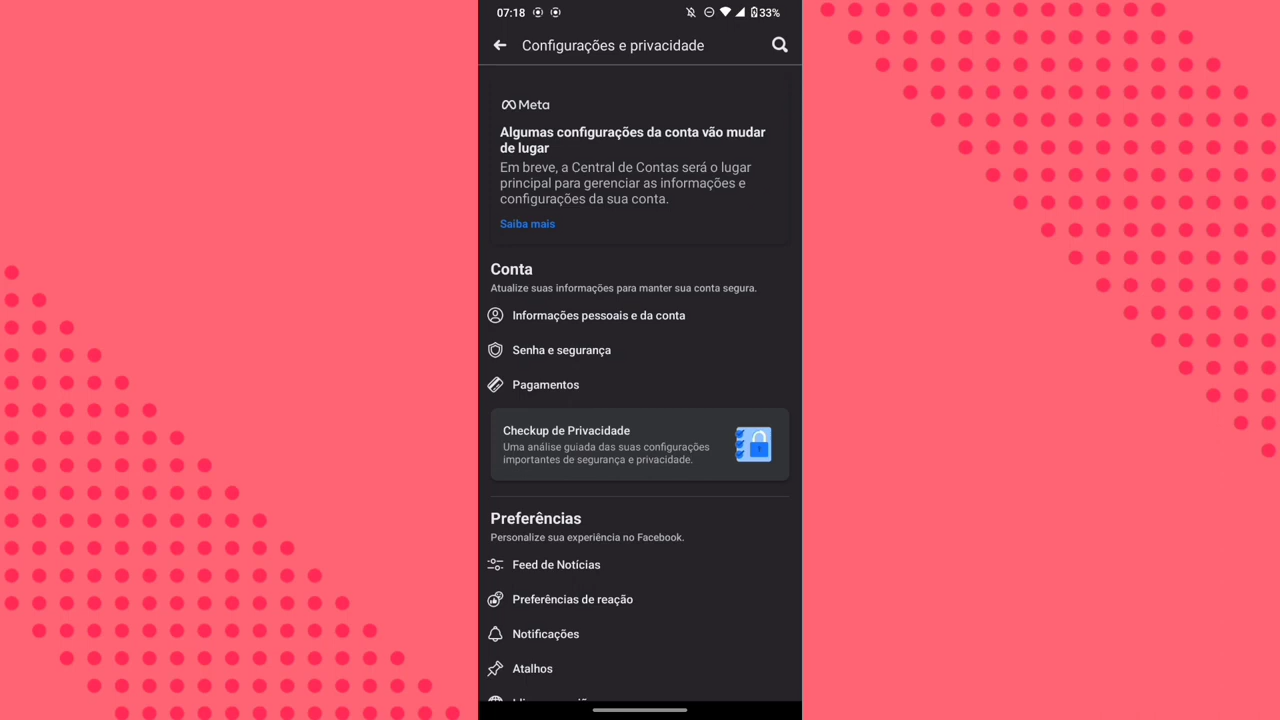 07:18
33%
Configurações e privacidade
Meta
Algumas configurações da conta vão mudar
de lugar
Em breve, a Central de Contas será o lugar
principal para gerenciar as informações e
configurações da sua conta.
Saiba mais
Conta
Atualize suas informações para manter sua conta segura.
Informações pessoais e da conta
Senha e segurança
Pagamentos
Checkup de Privacidade
Uma análise guiada das suas configurações
importantes de segurança e privacidade.
Preferências
Personalize sua experiência no Facebook.
Feed de Notícias
Preferências de reação
Notificações
Atalhos